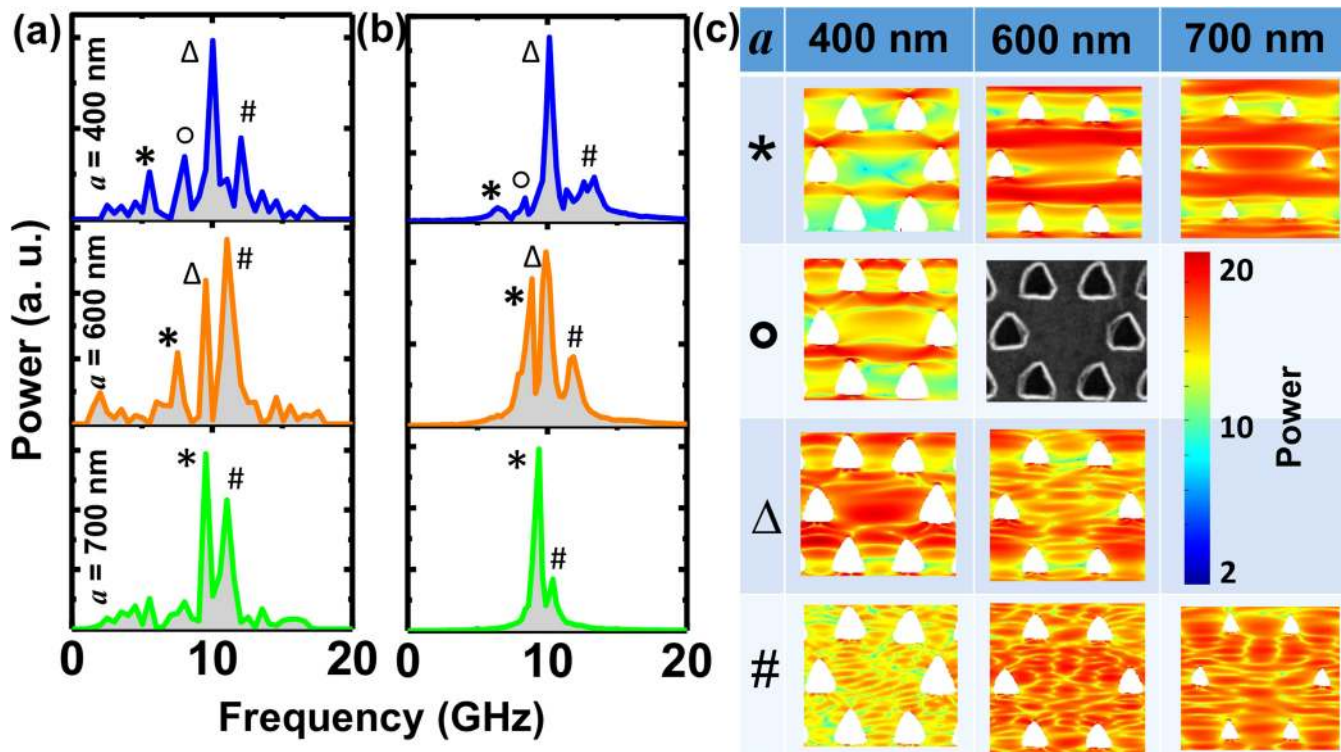 (a)
(b)
(c)
Power (a. u.)
a = 400 nm
* ○ Δ #
* ○ Δ #
a = 600 nm
* Δ #
* Δ #
a = 700 nm
* #
* #
0 10 20 0 10 20
Frequency (GHz)
a 400 nm 600 nm 700 nm
*
o
Δ
#
20
10
2
Power